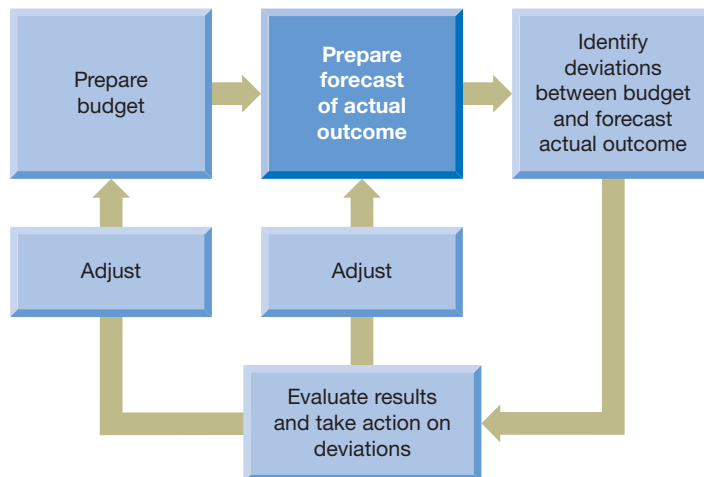 Prepare
budget
Prepare
forecast
of actual
outcome
Identify
deviations
between budget
and forecast
actual outcome
Adjust
Adjust
Evaluate results
and take action on
deviations